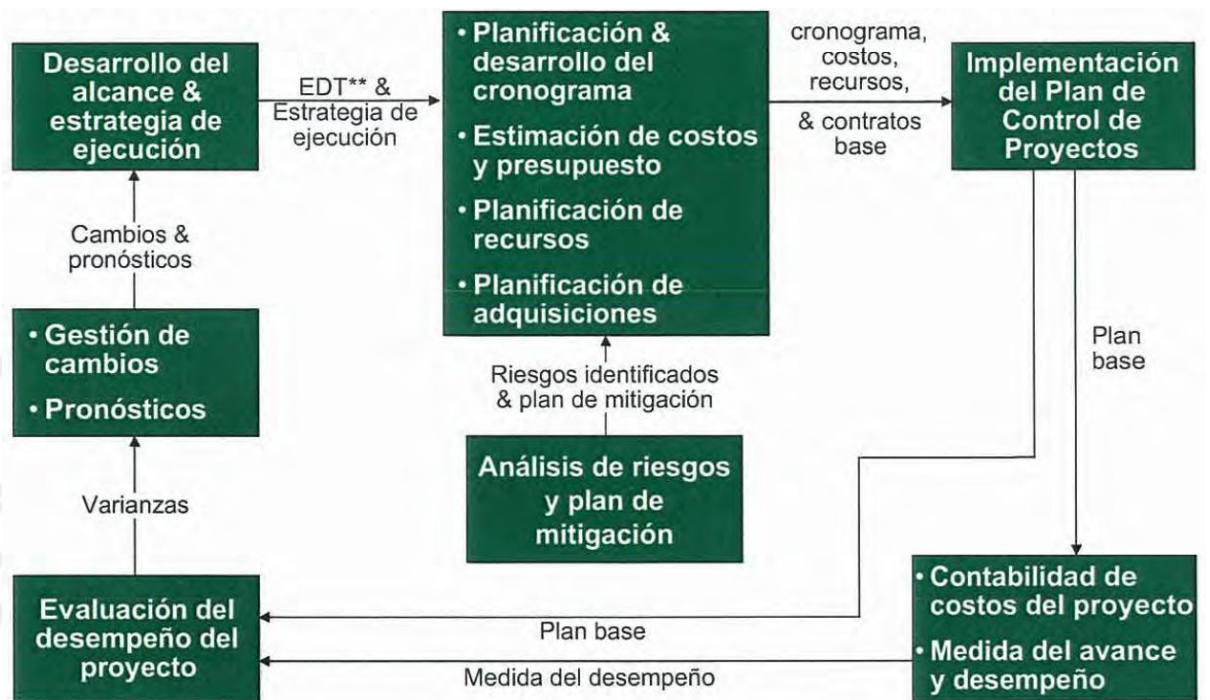 Desarrollo del
alcance &
estrategia de
ejecución
EDT** &
Estrategia de
ejecución
• Planificación &
desarrollo del
cronograma
• Estimación de costos
y presupuesto
• Planificación de
recursos
• Planificación de
adquisiciones
cronograma,
costos,
recursos,
& contratos
base
Implementación
del Plan de
Control de
Proyectos
Cambios &
pronósticos
• Gestión de
cambios
• Pronósticos
Riesgos identificados
& plan de mitigación
Análisis de riesgos
y plan de
mitigación
Plan
base
Varianzas
Evaluación del
desempeño del
proyecto
Plan base
Medida del desempeño
• Contabilidad de
costos del proyecto
• Medida del avance
y desempeño